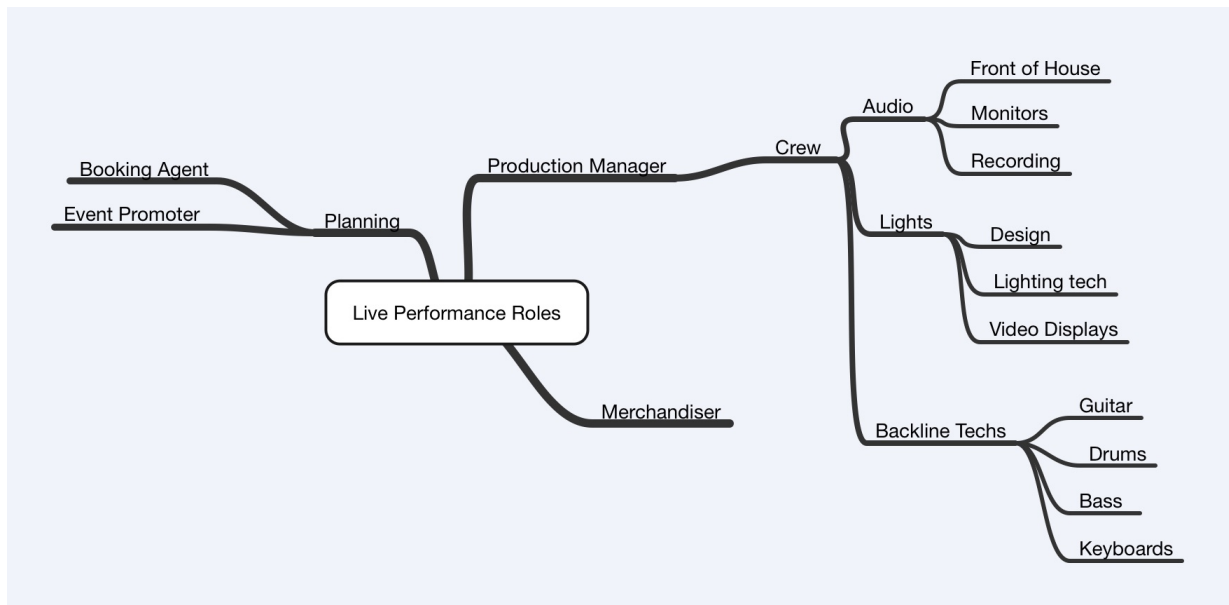 Front of House
Audio
Monitors
Crew
Recording
Production Manager
Booking Agent
Event Promoter
Planning
Lights
Design
Lighting tech
Live Performance Roles
Video Displays
Merchandiser
Guitar
Backline Techs
Drums
Bass
Keyboards